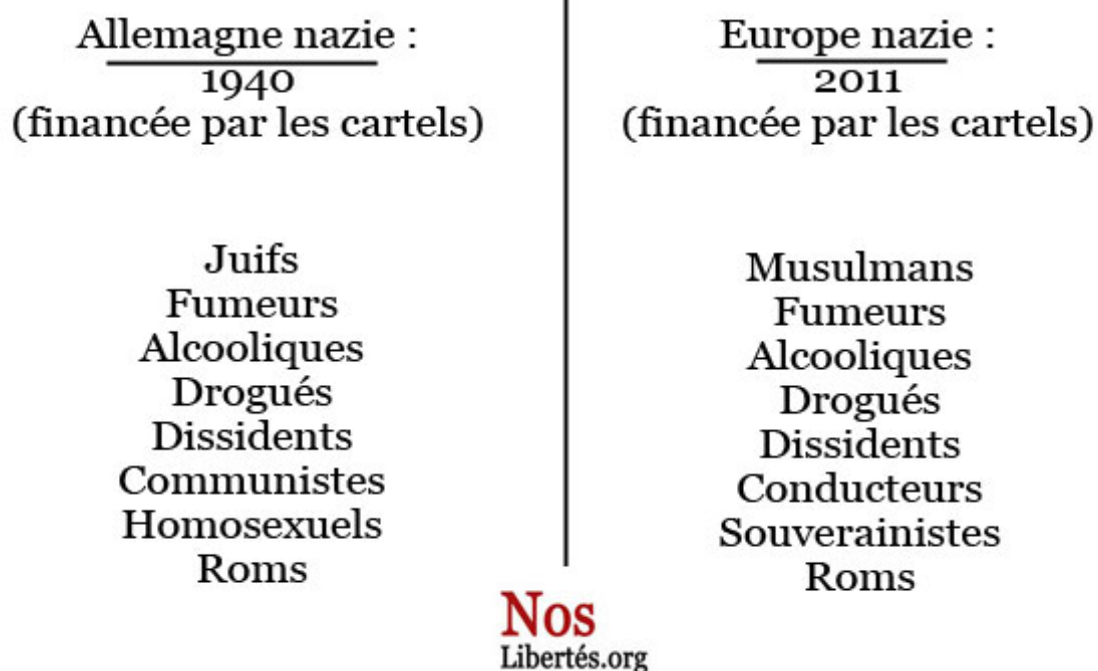 Allemagne nazie :
1940
(financée par les cartels)
Juifs
Fumeurs
Alcooliques
Drogués
Dissidents
Communistes
Homosexuels
Roms
Europe nazie :
2011
(financée par les cartels)
Musulmans
Fumeurs
Alcooliques
Drogués
Dissidents
Conducteurs
Souverainistes
Roms
Nos
Libertés.org